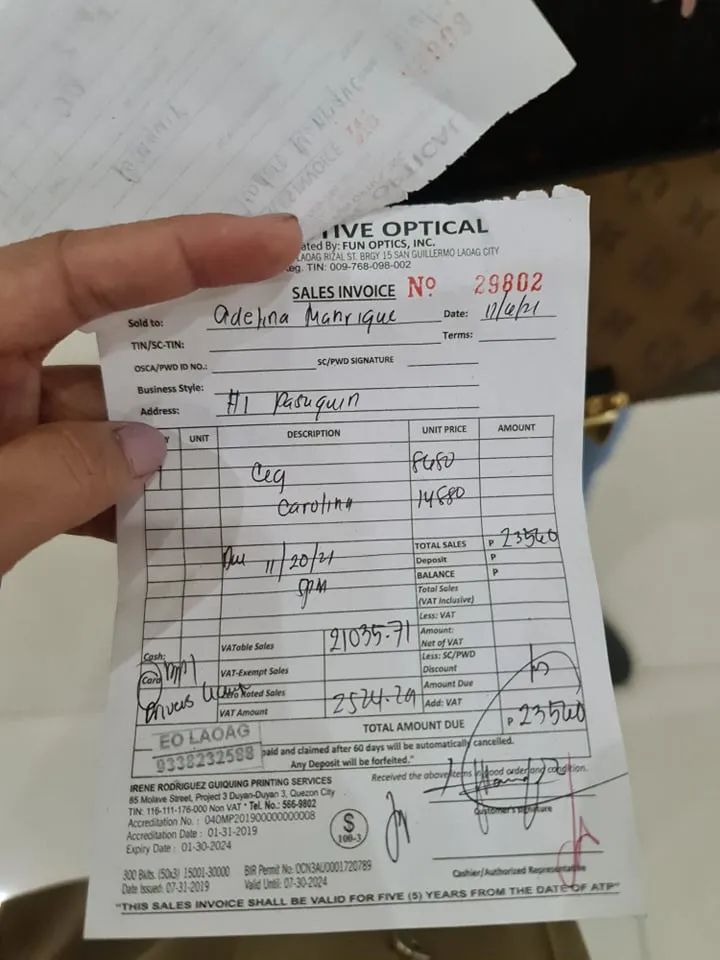 TIVE OPTICAL
ated By: FUN OPTICS, INC.
LAOAG RIZAL ST. BRGY 15 SAN GUILLERMO LAOAG CITY
eg. TIN: 009-768-098-002
SALES INVOICE Nº 29802
Sold to: Adelina Manrique Date:
TIN/SC-TIN: Terms:
OSCA/PWD ID NO.: SC/PWD SIGNATURE
Business Style:
Address: #1 Pasuquin
Y UNIT DESCRIPTION UNIT PRICE AMOUNT
1 8680
Carolina 14880
TOTAL SALES P 23560
Due 11/20/21 Deposit P
5pm BALANCE P
Total Sales (VAT Inclusive)
Less: VAT
Cash: VATable Sales 21035.71 Amount: Net of VAT
Card VAT-Exempt Sales Less: SC/PWD Discount
ero Rated Sales Amount Due
VAT Amount 2524.29 Add: VAT
TOTAL AMOUNT DUE P 23560
EO LAOAG
9338232588
paid and claimed after 60 days will be automatically cancelled.
Any Deposit will be forfeited."
IRENE RODRIGUEZ GUIQUING PRINTING SERVICES
85 Molave Street, Project 3 Duyan-Duyan 3, Quezon City
TIN: 116-111-176-000 Non VAT * Tel. No.: 566-9802
Accreditation No. : 040MP201900000000008
Accreditation Date : 01-31-2019
Expiry Date : 01-30-2024
300 Bklts. (50x3) 15001-30000
Date Issued: 07-31-2019
BIR Permit No: OCN3AU0001720789
Valid Until: 07-30-2024
S
100-3
Received the above items in good order and condition.
Customer's Signature
Cashier/Authorized Representative
"THIS SALES INVOICE SHALL BE VALID FOR FIVE (5) YEARS FROM THE DATE OF ATP"